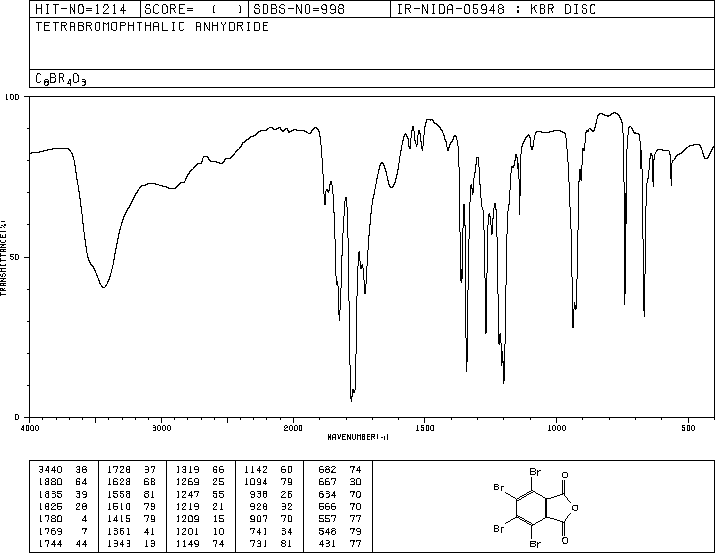 HIT-NO=1214 SCORE= ( ) SDBS-NO=998 IR-NIDA-05948 : KBR DISC
TETRABROMOPHTHALIC ANHYDRIDE
C8BR4O3
100
50
0
TRANSMITTANCE(%)
4000 3000 2000 1500 1000 500
WAVENUMBER(-1)
3440 38 1728 37 1319 66 1142 60 682 74
1880 64 1628 68 1269 25 1094 79 667 30
1835 39 1558 81 1247 55 938 26 634 70
1825 28 1510 79 1219 21 928 32 566 70
1780 4 1415 79 1209 15 907 70 557 77
1769 7 1361 41 1201 10 741 34 548 79
1744 44 1343 13 1149 74 731 81 431 77
Br
O
Br
O
Br
Br
O